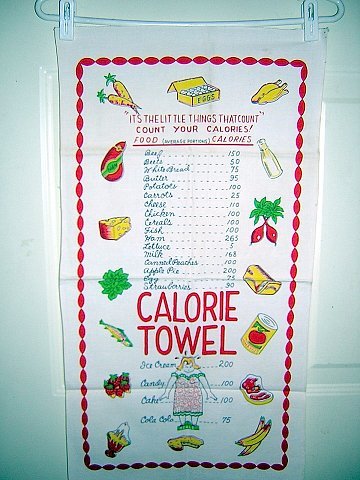 EGGS
"IT'S THE LITTLE THINGS THAT COUNT"
COUNT YOUR CALORIES!
FOOD (AVERAGE PORTIONS) CALORIES
Beef 150
Beets 50
White Bread 75
Butter 95
Potatoes 100
Carrots 25
Cheese 110
Chicken 100
Cereals 100
Fish 100
Ham 265
Lettuce 5
Milk 168
Canned Peaches 100
Apple Pie 200
Egg 75
Strawberries 90
CALORIE
TOWEL
Ice Cream 200
Candy 100
Cake 100
Cola Cola 75